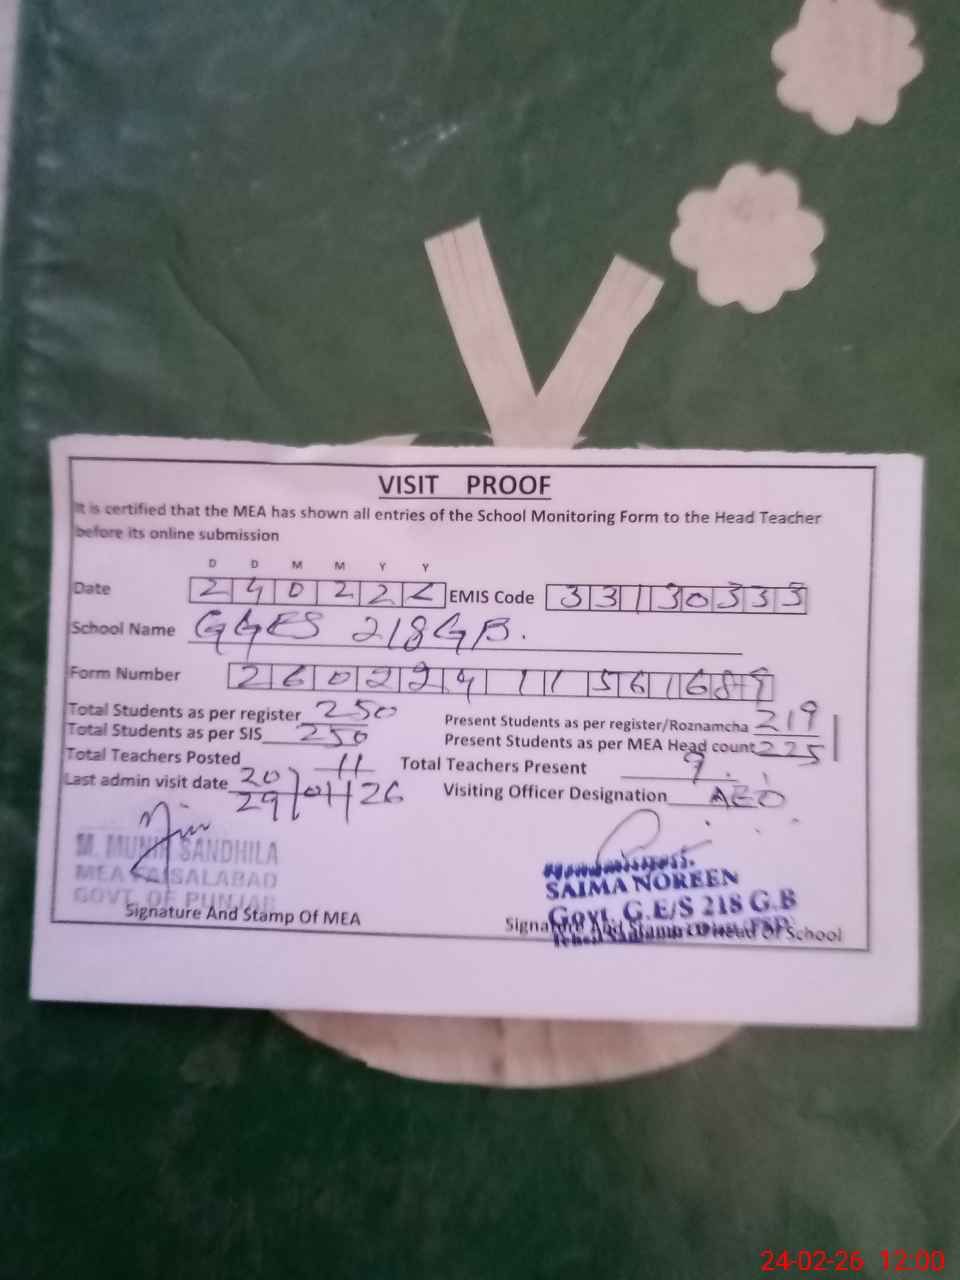 VISIT PROOF
It is certified that the MEA has shown all entries of the School Monitoring Form to the Head Teacher
before its online submission
D D M M Y Y
Date 2 4 0 2 2 6 EMIS Code 3 3 1 3 0 3 3 5
School Name GGES 218 GB.
Form Number 2 6 0 2 2 4 1 1 5 6 1 6 8 9
Total Students as per register 250 Present Students as per register/Roznamcha 219
Total Students as per SIS 250 Present Students as per MEA Head count 225
Total Teachers Posted 11 Total Teachers Present 9
Last admin visit date 29/01/26 Visiting Officer Designation AEO
M. MUNIR SANDHILA
MEA FAISALABAD
GOVT. OF PUNJAB
Signature And Stamp Of MEA
Headmistress.
SAIMA NOREEN
Govt. G.E/S 218 G.B
Signature And Stamp Of Head Of School
24-02-26 12:00